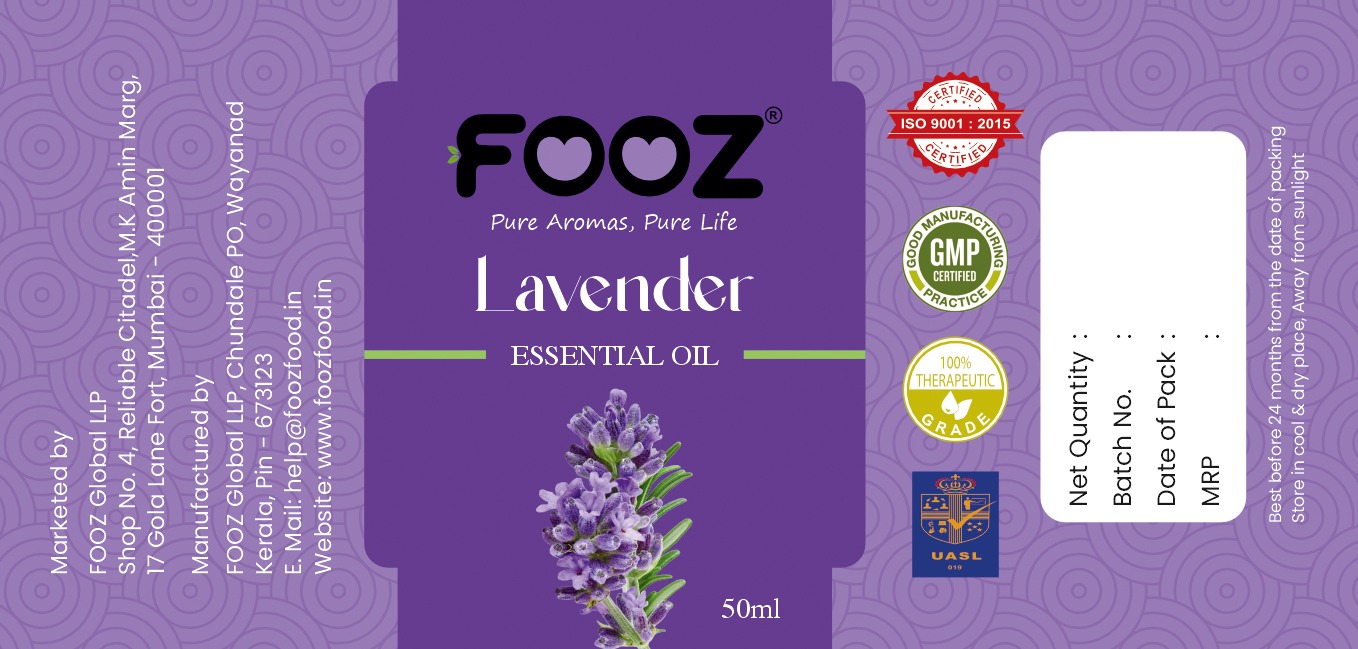 Marketed by
FOOZ Global LLP
Shop No. 4, Reliable Citadel,M.K Amin Marg,
17 Gola Lane Fort, Mumbai - 400001
Manufactured by
FOOZ Global LLP, Chundale PO, Wayanad
Kerala, Pin - 673123
E. Mail: help@foozfood.in
Website: www.foozfood.in
FOOZ®
Pure Aromas, Pure Life
Lavender
ESSENTIAL OIL
50ml
CERTIFIED
ISO 9001 : 2015
CERTIFIED
GOOD MANUFACTURING
GMP
CERTIFIED
PRACTICE
100%
THERAPEUTIC
GRADE
UASL
019
Net Quantity :
Batch No. :
Date of Pack :
MRP :
Best before 24 months from the date of packing
Store in cool & dry place, Away from sunlight